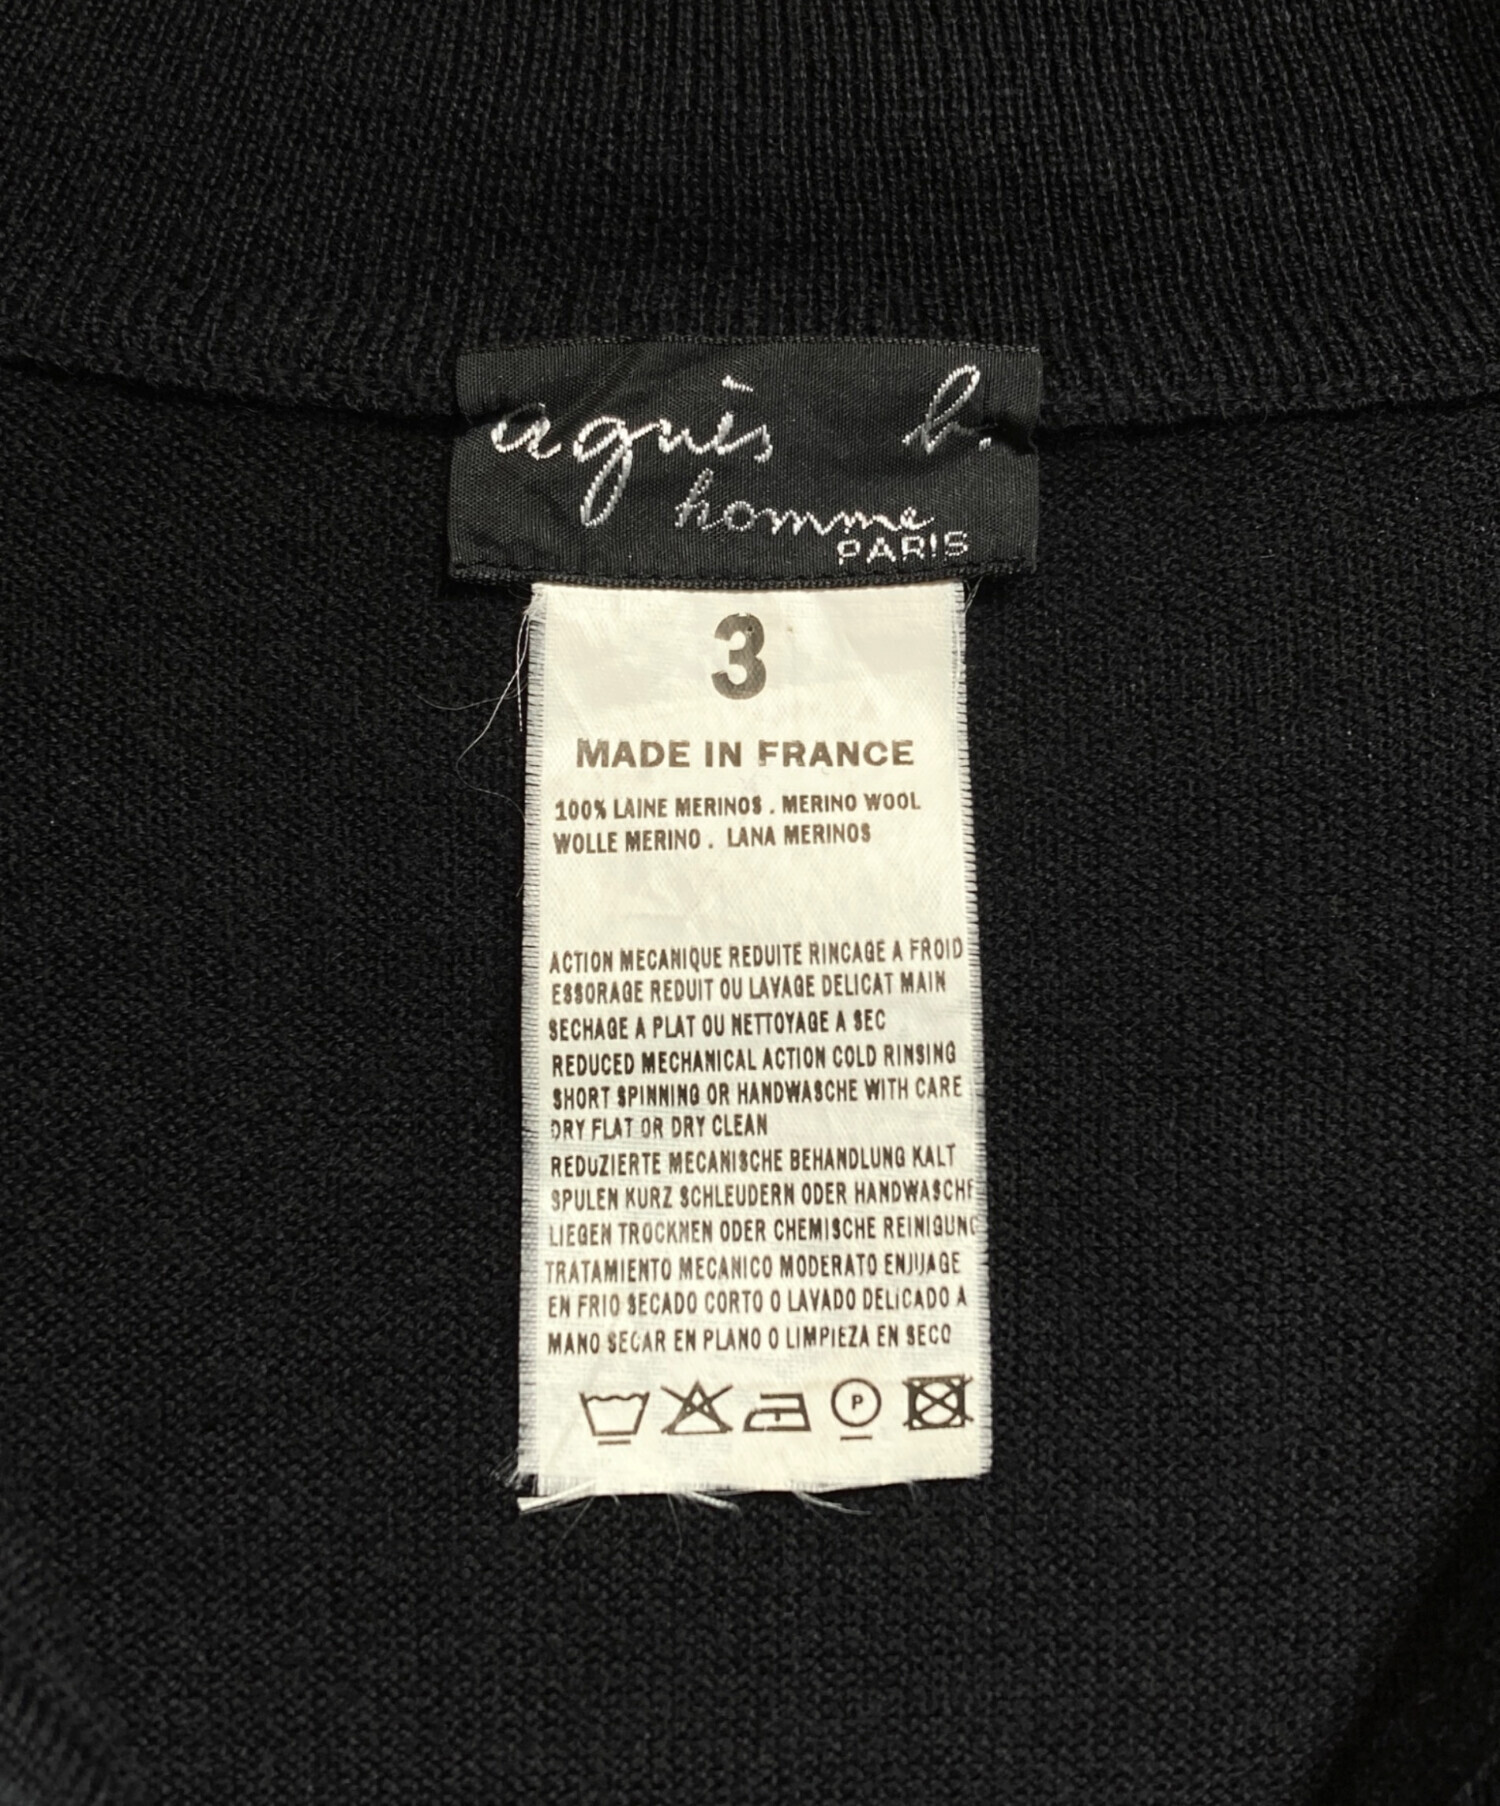 agnès b.
homme
PARIS
3
MADE IN FRANCE
100% LAINE MERINOS . MERINO WOOL
WOLLE MERINO . LANA MERINOS
ACTION MECANIQUE REDUITE RINCAGE A FROID
ESSORAGE REDUIT OU LAVAGE DELICAT MAIN
SECHAGE A PLAT OU NETTOYAGE A SEC
REDUCED MECHANICAL ACTION COLD RINSING
SHORT SPINNING OR HANDWASCHE WITH CARE
DRY FLAT OR DRY CLEAN
REDUZIERTE MECANISCHE BEHANDLUNG KALT
SPULEN KURZ SCHLEUDERN ODER HANDWASCHE
LIEGEN TROCKNEN ODER CHEMISCHE REINIGUNG
TRATAMIENTO MECANICO MODERATO ENJUAGE
EN FRIO SECADO CORTO O LAVADO DELICADO A
MANO SECAR EN PLANO O LIMPIEZA EN SECO
P